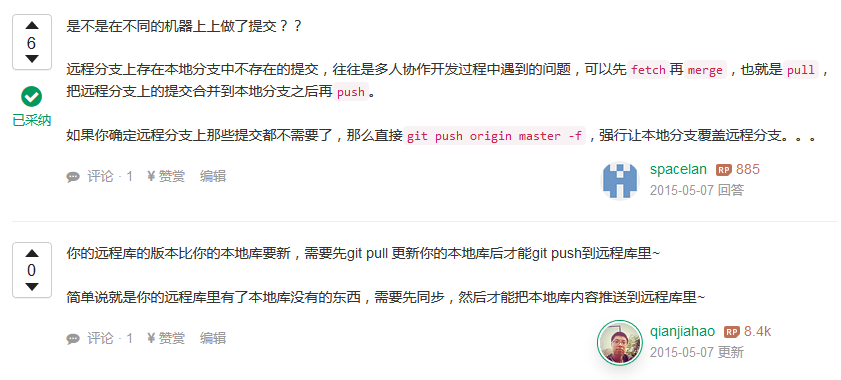 是不是在不同的机器上上做了提交？？
6
远程分支上存在本地分支中不存在的提交，往往是多人协作开发过程中遇到的问题，可以先 fetch 再 merge ，也就是 pull ，
把远程分支上的提交合并到本地分支之后再 push 。
已采纳
如果你确定远程分支上那些提交都不需要了，那么直接 git push origin master -f ，强行让本地分支覆盖远程分支。。。
评论 · 1 ¥ 赞赏 编辑
spacelan RP 885
2015-05-07 回答
你的远程库的版本比你的本地库要新，需要先git pull 更新你的本地库后才能git push到远程库里~
0
简单说就是你的远程库里有了本地库没有的东西，需要先同步，然后才能把本地库内容推送到远程库里~
评论 · 1 ¥ 赞赏 编辑
qianjiahao RP 8.4k
2015-05-07 更新